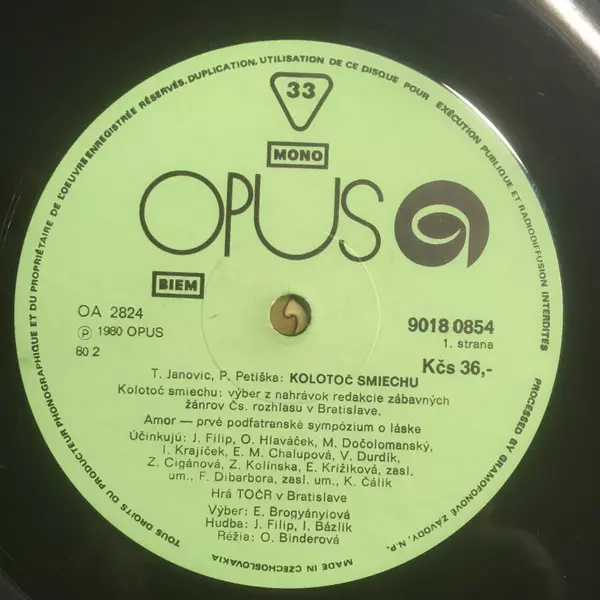 TOUS DROITS DU PRODUCTEUR PHONOGRAPHIQUE ET DU PROPRIÉTAIRE DE L'OEUVRE ENREGISTRÉE RÉSERVÉS. DUPLICATION, UTILISATION DE CE DISQUE POUR EXÉCUTION PUBLIQUE ET RADIODIFFUSION INTERDITES
33
MONO
OPUS
BIEM
OA 2824
℗ 1980 OPUS
80 2
9018 0854
1. strana
Kčs 36,-
T. Janovic, P. Petiška: KOLOTOČ SMIECHU
Kolotoč smiechu: výber z nahrávok redakcie zábavných
žánrov Čs. rozhlasu v Bratislave.
Amor — prvé podfatranské sympózium o láske
Účinkujú: J. Filip, O. Hlaváček, M. Dočolomanský,
I. Krajíček, E. M. Chalupová, V. Durdík,
Z. Cigánová, Z. Kolínska, E. Križiková, zasl.
um., F. Dibarbora, zasl. um., K. Čálik
Hrá TOČR v Bratislave
Výber: E. Brogyányiová
Hudba: J. Filip, I. Bázlik
Réžia: O. Binderová
MADE IN CZECHOSLOVAKIA
PROCESSED BY GRAMOFONOVÉ ZÁVODY, N.P.